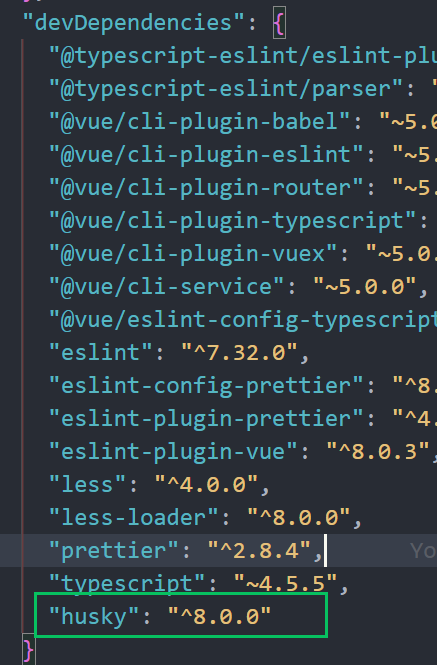 "devDependencies": {
"@typescript-eslint/eslint-plu
"@typescript-eslint/parser": "
"@vue/cli-plugin-babel": "~5.0
"@vue/cli-plugin-eslint": "~5.
"@vue/cli-plugin-router": "~5.
"@vue/cli-plugin-typescript":
"@vue/cli-plugin-vuex": "~5.0.
"@vue/cli-service": "~5.0.0",
"@vue/eslint-config-typescript
"eslint": "^7.32.0",
"eslint-config-prettier": "^8.
"eslint-plugin-prettier": "^4.
"eslint-plugin-vue": "^8.0.3",
"less": "^4.0.0",
"less-loader": "^8.0.0",
"prettier": "^2.8.4", Yo
"typescript": "~4.5.5",
"husky": "^8.0.0"
}